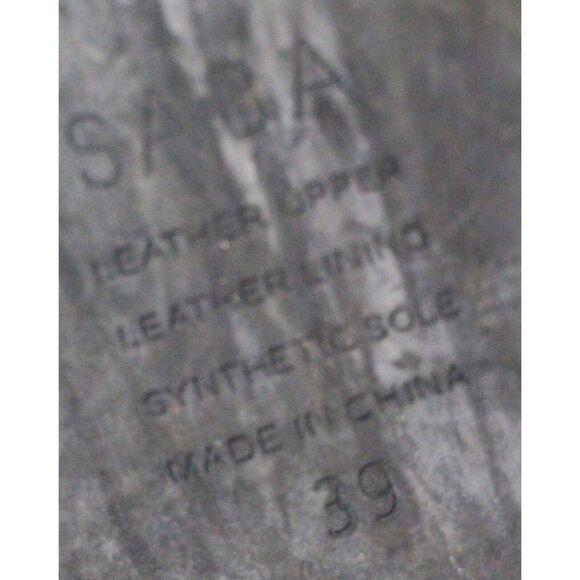 SABA
LEATHER UPPER
LEATHER LINING
SYNTHETIC SOLE
MADE IN CHINA
39